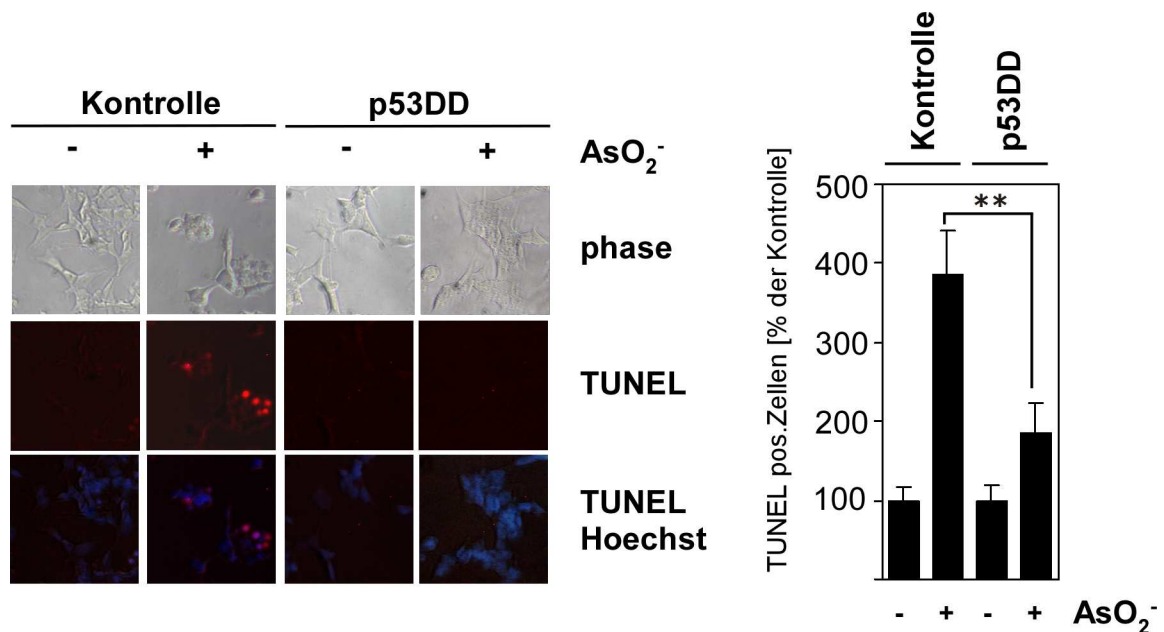 Kontrolle p53DD
- + - + AsO₂⁻
phase
TUNEL
TUNEL
Hoechst
Kontrolle
p53DD
TUNEL pos.Zellen [% der Kontrolle]
500
400
300
200
100
**
- + - + AsO₂⁻